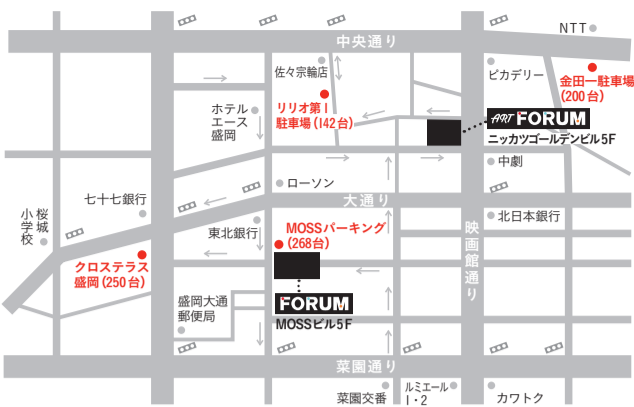 NTT
中央通り
佐々宗輪店
ピカデリー
金田一駐車場
(200台)
リリオ第1
駐車場(142台)
ホテル
エース
盛岡
ART FORUM
ニッカツゴールデンビル5F
中劇
ローソン
七十七銀行
大通り
桜城
小学校
東北銀行
MOSSパーキング
(268台)
北日本銀行
映画館通り
クロステラス
盛岡(250台)
盛岡大通
郵便局
FORUM
MOSSビル5F
菜園通り
菜園交番
ルミエール
1・2
カワトク